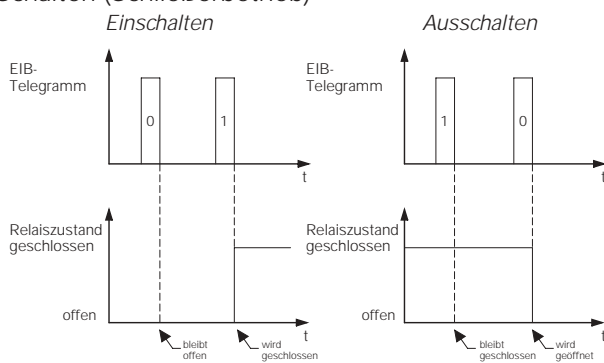 Schalten (Schließerbetrieb)
Einschalten
Ausschalten
EIB-
Telegramm
0
1
t
EIB-
Telegramm
1
0
t
Relaiszustand
geschlossen
offen
bleibt
offen
wird
geschlossen
t
Relaiszustand
geschlossen
offen
bleibt
geschlossen
wird
geöffnet
t